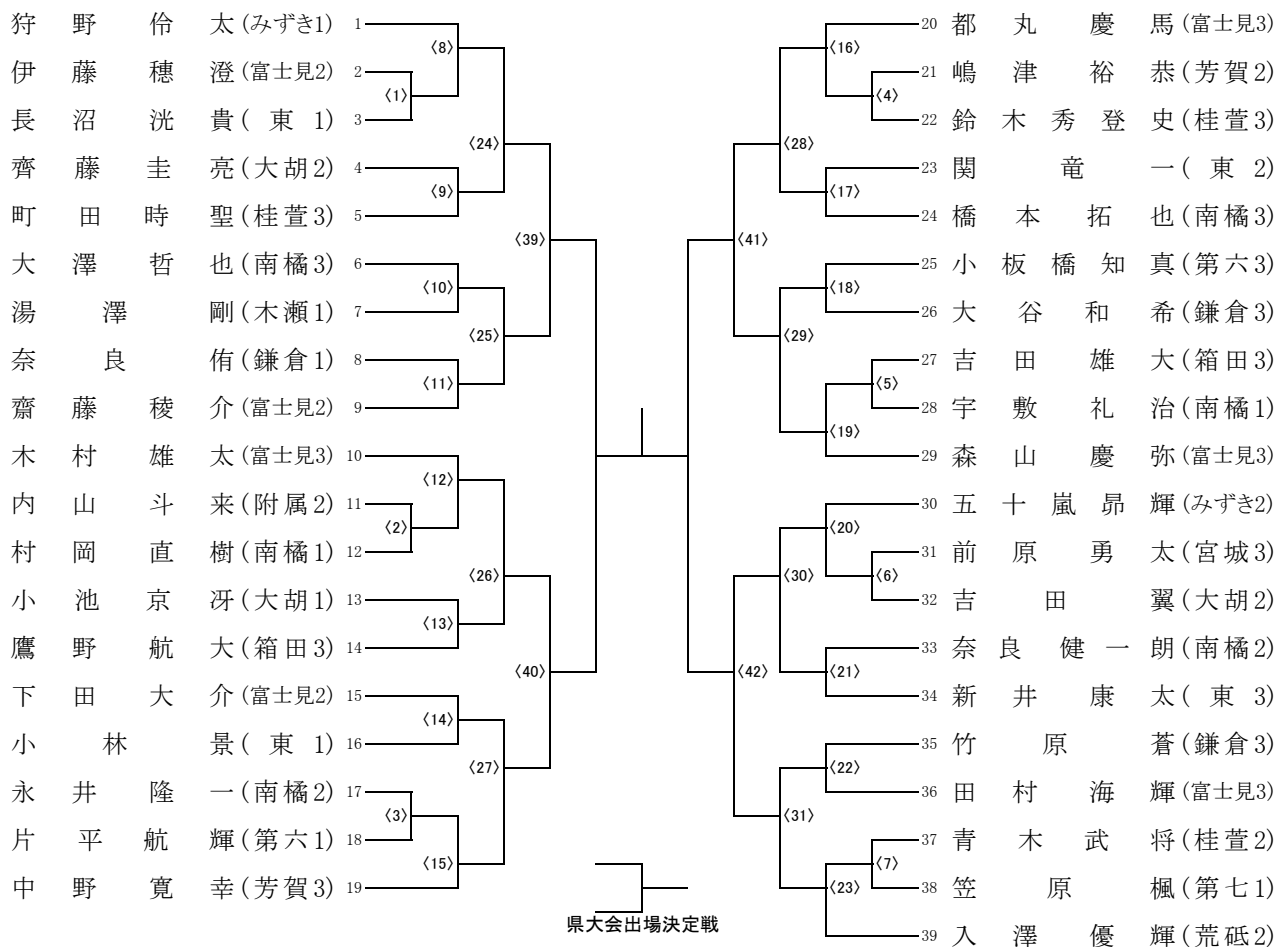 狩野伶太(みずき1) 1
伊藤穂澄(富士見2) 2
長沼洸貴(東1) 3
齊藤圭亮(大胡2) 4
町田時聖(桂萱3) 5
大澤哲也(南橘3) 6
湯澤剛(木瀬1) 7
奈良侑(鎌倉1) 8
齋藤稜介(富士見2) 9
木村雄太(富士見3) 10
内山斗来(附属2) 11
村岡直樹(南橘1) 12
小池京冴(大胡1) 13
鷹野航大(箱田3) 14
下田大介(富士見2) 15
小林景(東1) 16
永井隆一(南橘2) 17
片平航輝(第六1) 18
中野寛幸(芳賀3) 19
〈1〉
〈2〉
〈3〉
〈8〉
〈9〉
〈10〉
〈11〉
〈12〉
〈13〉
〈14〉
〈15〉
〈24〉
〈25〉
〈26〉
〈27〉
〈39〉
〈40〉
県大会出場決定戦
〈41〉
〈42〉
〈28〉
〈29〉
〈30〉
〈31〉
〈16〉
〈17〉
〈18〉
〈19〉
〈20〉
〈21〉
〈22〉
〈23〉
〈4〉
〈5〉
〈6〉
〈7〉
20 都丸慶馬(富士見3)
21 嶋津裕恭(芳賀2)
22 鈴木秀登史(桂萱3)
23 関竜一(東2)
24 橋本拓也(南橘3)
25 小板橋知真(第六3)
26 大谷和希(鎌倉3)
27 吉田雄大(箱田3)
28 宇敷礼治(南橘1)
29 森山慶弥(富士見3)
30 五十嵐昴輝(みずき2)
31 前原勇太(宮城3)
32 吉田翼(大胡2)
33 奈良健一朗(南橘2)
34 新井康太(東3)
35 竹原蒼(鎌倉3)
36 田村海輝(富士見3)
37 青木武将(桂萱2)
38 笠原楓(第七1)
39 入澤優輝(荒砥2)